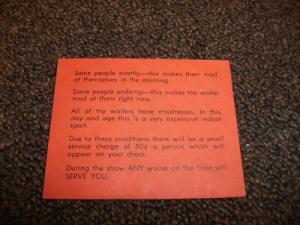 Some people overtip—this makes them mad
at themselves in the morning.
Some people undertip—this makes the waiter
mad at them right now.
All of the waiters have misstresses. In this
day and age this is a very expensive indoor
sport.
Due to these conditions there will be a small
service charge of 50¢ a person which will
appear on your check.
During the show ANY waiter on the floor will
SERVE YOU.